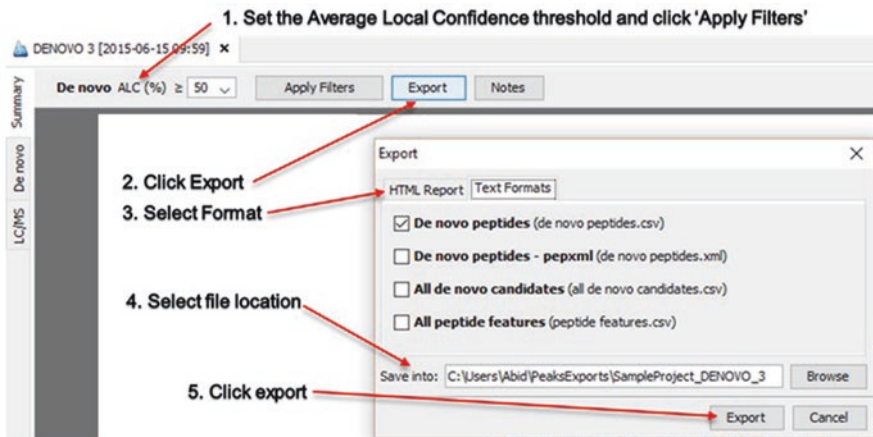 1. Set the Average Local Confidence threshold and click 'Apply Filters'
DENOVO 3 [2015-06-15 09:59] ×
Summary
De novo
LC/MS
De novo ALC (%) ≥ 50 Apply Filters Export Notes
2. Click Export
3. Select Format
4. Select file location
5. Click export
Export ×
HTML Report Text Formats
De novo peptides (de novo peptides.csv)
De novo peptides - pepxml (de novo peptides.xml)
All de novo candidates (all de novo candidates.csv)
All peptide features (peptide features.csv)
Save into: C:\Users\Abid\PeaksExports\SampleProject_DENOVO_3 Browse
Export Cancel